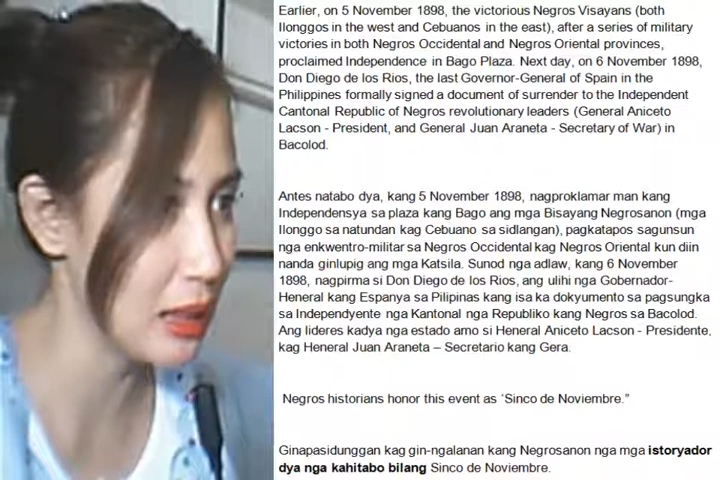 Earlier, on 5 November 1898, the victorious Negros Visayans (both
Ilonggos in the west and Cebuanos in the east), after a series of military
victories in both Negros Occidental and Negros Oriental provinces,
proclaimed Independence in Bago Plaza. Next day, on 6 November 1898,
Don Diego de los Rios, the last Governor-General of Spain in the
Philippines formally signed a document of surrender to the Independent
Cantonal Republic of Negros revolutionary leaders (General Aniceto
Lacson - President, and General Juan Araneta - Secretary of War) in
Bacolod.
Antes natabo dya, kang 5 November 1898, nagproklamar man kang
Independensya sa plaza kang Bago ang mga Bisayang Negrosanon (mga
Ilonggo sa natundan kag Cebuano sa sidlangan), pagkatapos sagunsun
nga enkwentro-militar sa Negros Occidental kag Negros Oriental kun diin
nanda ginlupig ang mga Katsila. Sunod nga adlaw, kang 6 November
1898, nagpirma si Don Diego de los Rios, ang ulihi nga Gobernador-
Heneral kang Espanya sa Pilipinas kang isa ka dokyumento sa pagsungka
sa Independyente nga Kantonal nga Republiko kang Negros sa Bacolod.
Ang lideres kadya nga estado amo si Heneral Aniceto Lacson - Presidente,
kag Heneral Juan Araneta – Secretario kang Gera.
Negros historians honor this event as ‘Sinco de Noviembre.”
Ginapasidunggan kag gin-ngalanan kang Negrosanon nga mga istoryador
dya nga kahitabo bilang Sinco de Noviembre.